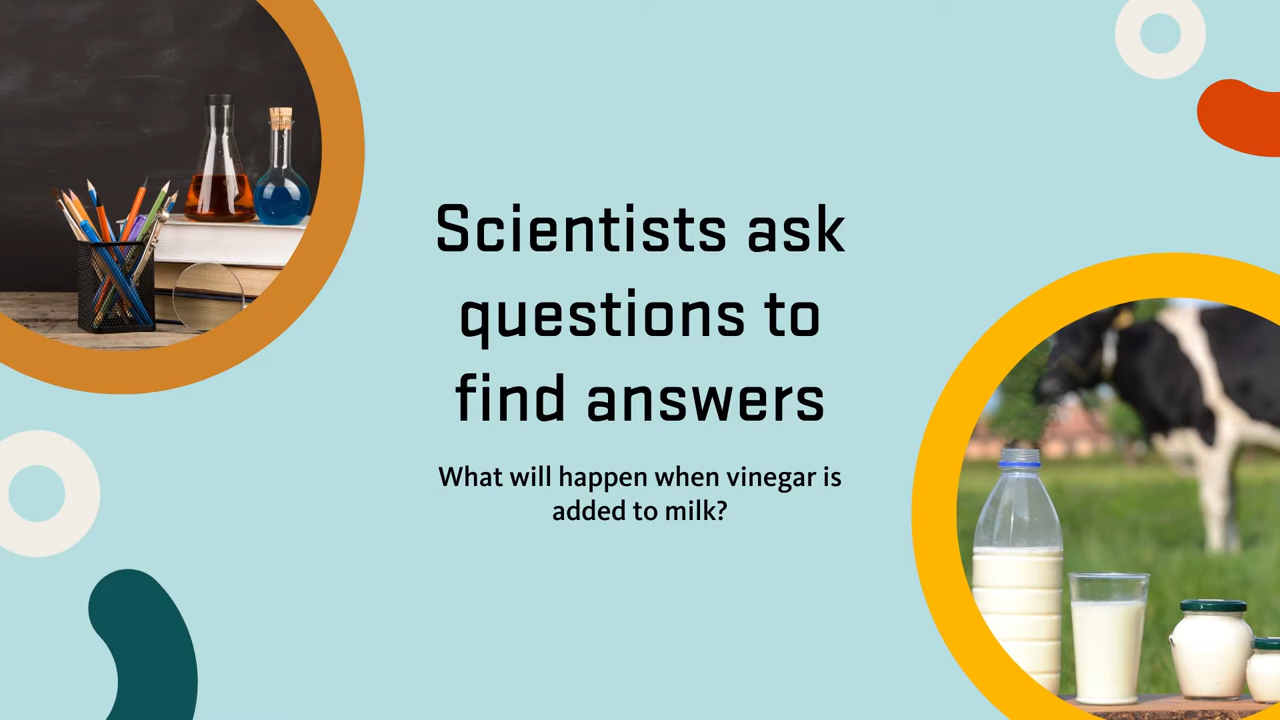 Scientists ask
questions to
find answers
What will happen when vinegar is
added to milk?